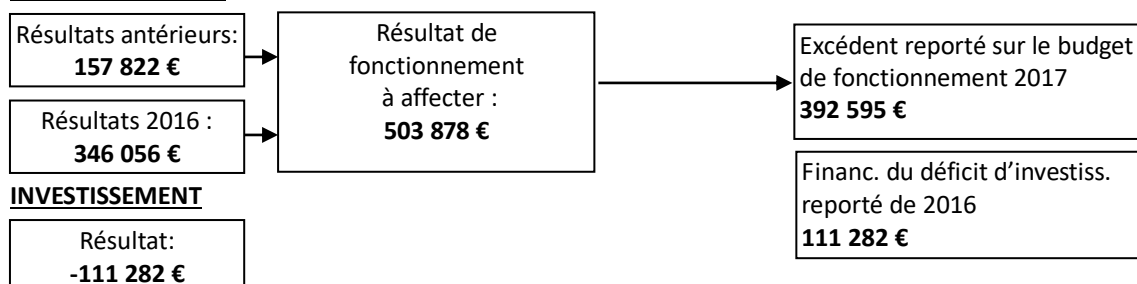 Résultats antérieurs:
157 822 €
Résultats 2016 :
346 056 €
Résultat de
fonctionnement
à affecter :
503 878 €
Excédent reporté sur le budget
de fonctionnement 2017
392 595 €
Financ. du déficit d’investiss.
reporté de 2016
111 282 €
INVESTISSEMENT
Résultat:
-111 282 €